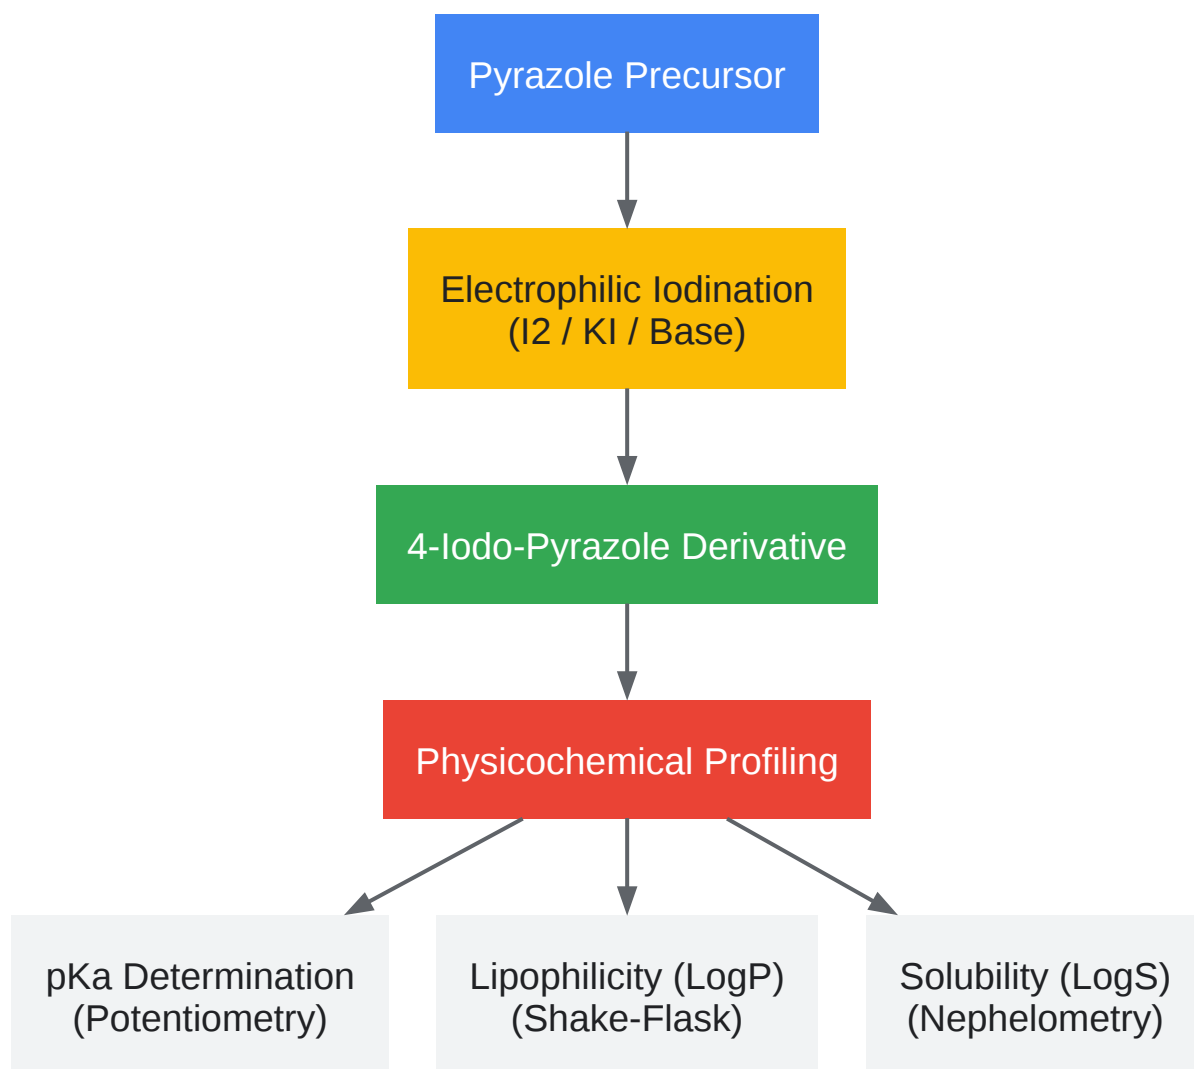 Pyrazole Precursor
Electrophilic Iodination
(I2 / KI / Base)
4-Iodo-Pyrazole Derivative
Physicochemical Profiling
pKa Determination
(Potentiometry)
Lipophilicity (LogP)
(Shake-Flask)
Solubility (LogS)
(Nephelometry)